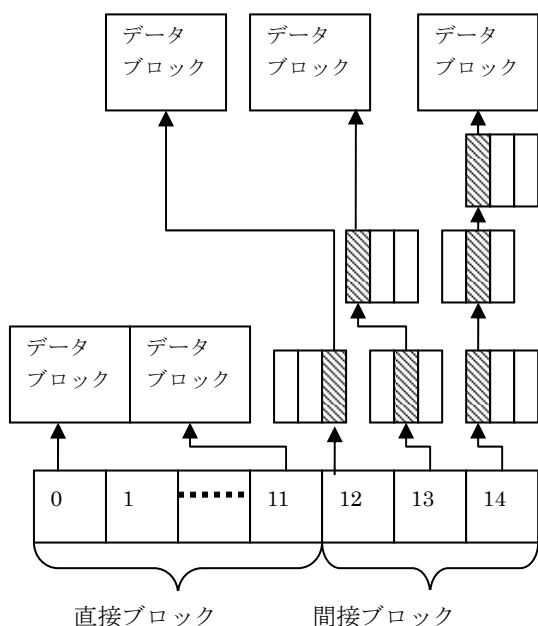 データ
ブロック
データ
ブロック
データ
ブロック
データ
ブロック
データ
ブロック
0 1 11 12 13 14
直接ブロック 間接ブロック